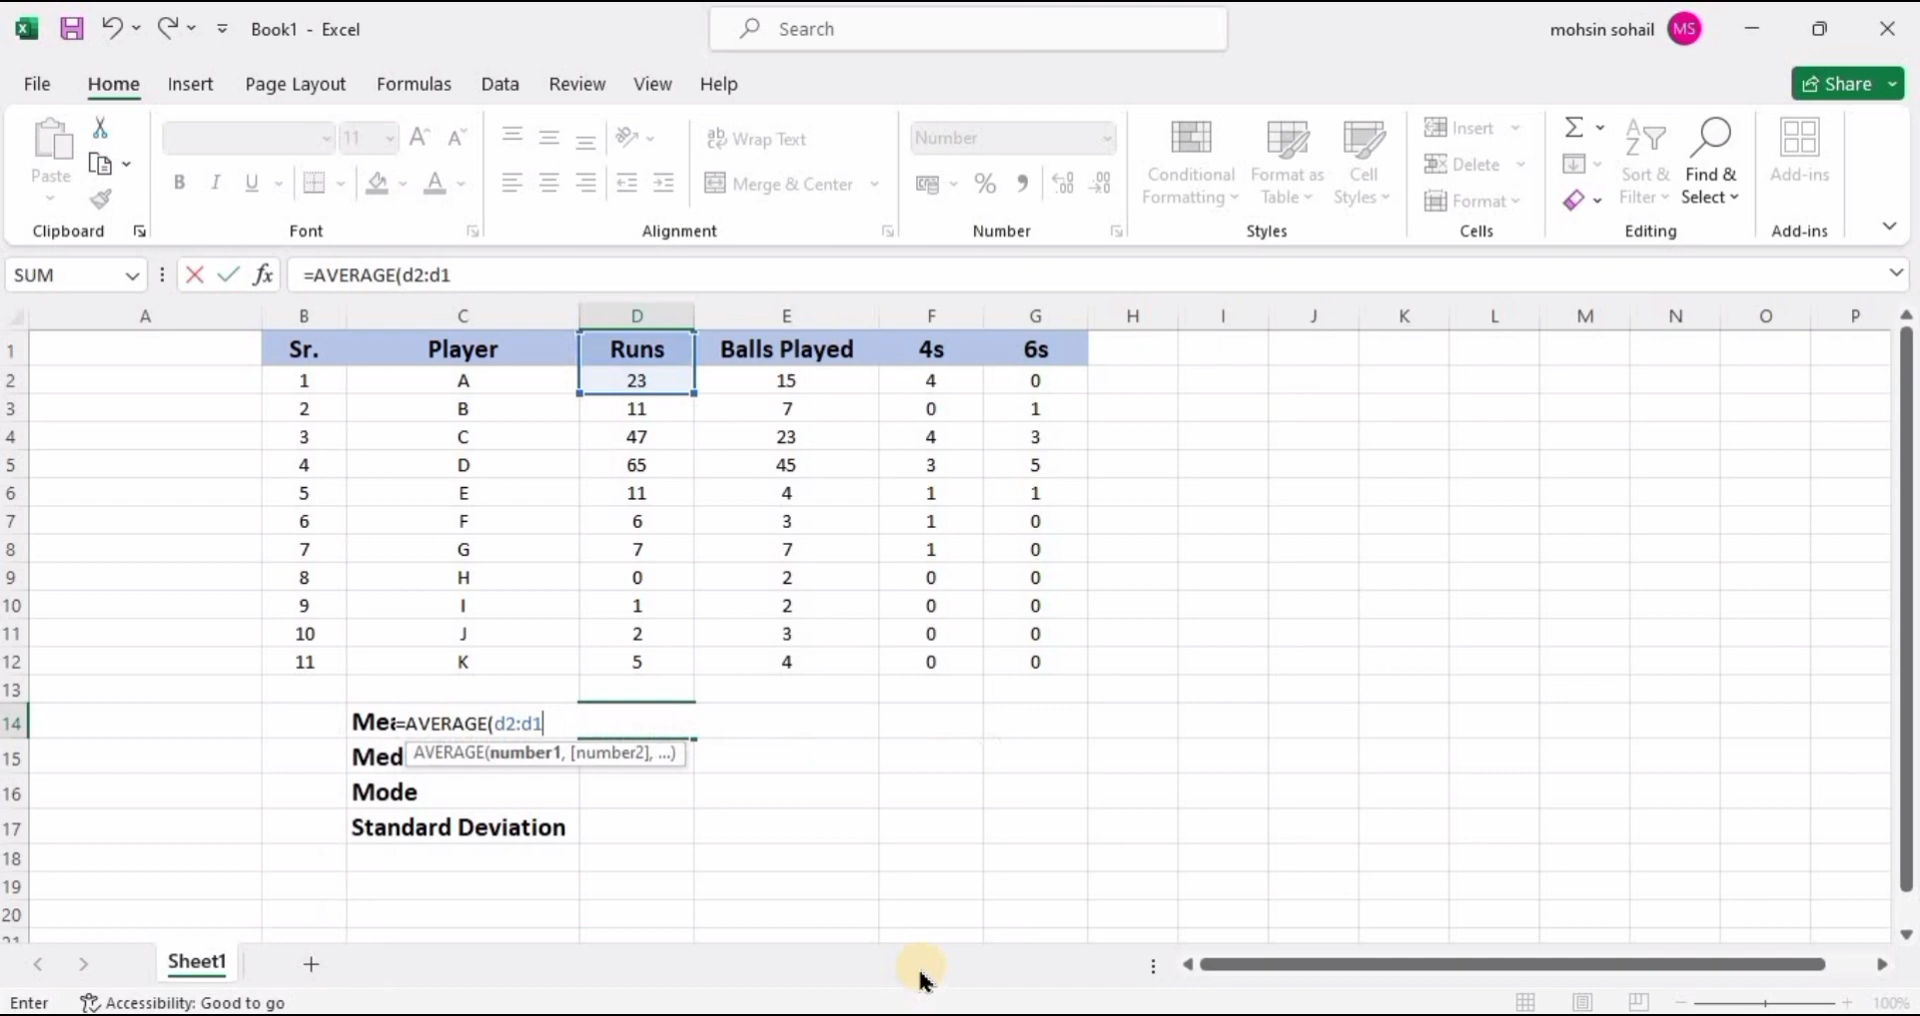 Book1 - Excel
Search
mohsin sohail MS
File Home Insert Page Layout Formulas Data Review View Help
Share
Paste
Clipboard
11
B I U
Font
Wrap Text
Merge & Center
Alignment
Number
%
Number
Conditional Formatting
Format as Table
Cell Styles
Styles
Insert
Delete
Format
Cells
Sort & Filter
Find & Select
Editing
Add-ins
Add-ins
SUM fx =AVERAGE(d2:d1
A B C D E F G H I J K L M N O P
1 Sr. Player Runs Balls Played 4s 6s
2 1 A 23 15 4 0
3 2 B 11 7 0 1
4 3 C 47 23 4 3
5 4 D 65 45 3 5
6 5 E 11 4 1 1
7 6 F 6 3 1 0
8 7 G 7 7 1 0
9 8 H 0 2 0 0
10 9 I 1 2 0 0
11 10 J 2 3 0 0
12 11 K 5 4 0 0
13
14 Mea=AVERAGE(d2:d1
15 Med AVERAGE(number1, [number2], ...)
16 Mode
17 Standard Deviation
18
19
20
21
Sheet1
Enter Accessibility: Good to go 100%